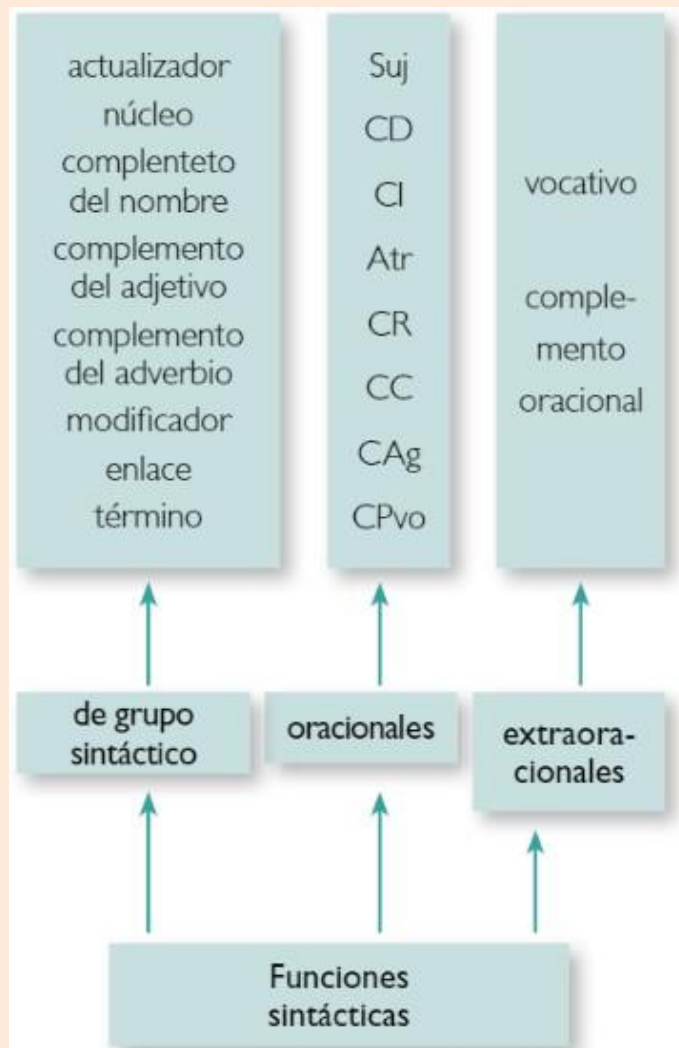 actualizador
núcleo
complenteto
del nombre
complemento
del adjetivo
complemento
del adverbio
modificador
enlace
término
Suj
CD
CI
Atr
CR
CC
CAg
CPvo
vocativo
comple-
mento
oracional
de grupo
sintáctico
oracionales
extraora-
cionales
Funciones
sintácticas